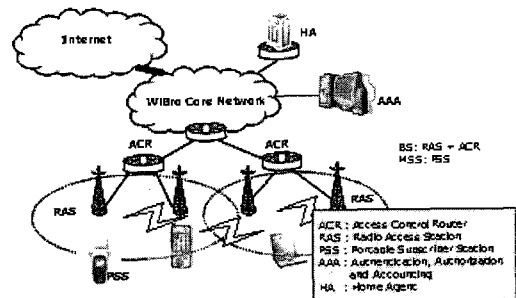 Internet
HA
WiBro Core Network
AAA
ACR
ACR
BS: RAS + ACR
MSS: PSS
RAS
RAS
PSS
ACR : Access Control Router
RAS : Radio Access Station
PSS : Portable Subscriber Station
AAA : Authentication, Authorization
and Accounting
HA : Home Agent